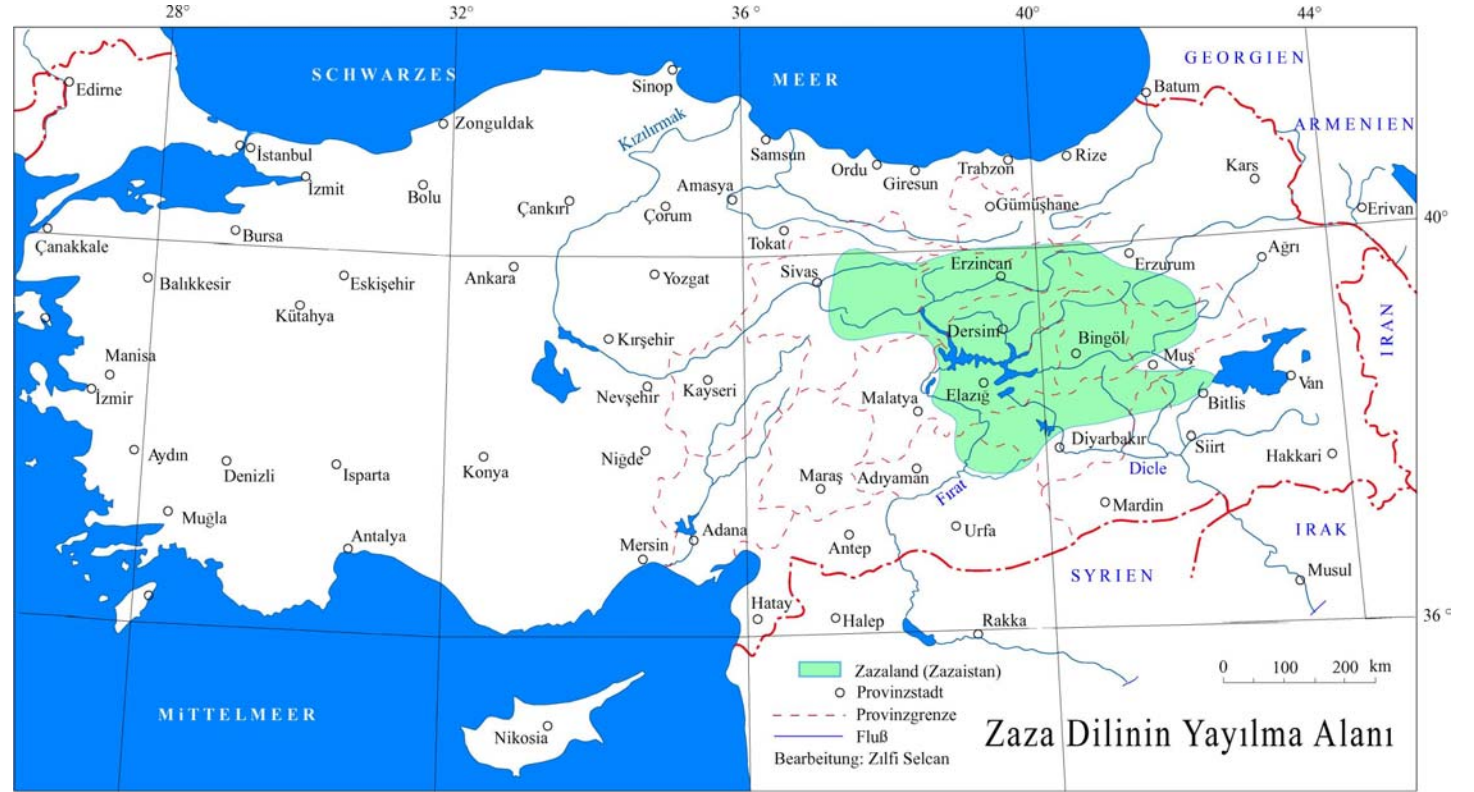 28° 32° 36° 40° 44°
SCHWARZES MEER
GEORGIEN
ARMENIEN
Edirne
Sinop
Batum
Zonguldak
Kızılırmak
İstanbul
Samsun
Ordu
Giresun
Trabzon
Rize
Kars
İzmit
Bolu
Çankırı
Çorum
Amasya
Gümüşhane
Erivan
40°
Çanakkale
Bursa
Tokat
Ağrı
Balıkkesir
Eskişehir
Ankara
Yozgat
Sivas
Erzincan
Erzurum
Kütahya
Kırşehir
Dersim
Bingöl
Muş
IRAN
Manisa
İzmir
Nevşehir
Kayseri
Malatya
Elazığ
Bitlis
Van
Aydın
Denizli
Isparta
Konya
Niğde
Maraş
Adıyaman
Diyarbakır
Siirt
Hakkari
Dicle
Fırat
Muğla
Antalya
Mersin
Adana
Antep
Urfa
Mardin
IRAK
SYRIEN
Musul
Hatay
Halep
Rakka
36°
MiTTELMEER
Nikosia
Zazaland (Zazaistan)
Provinzstadt
Provinzgrenze
Fluß
Bearbeitung: Zılfi Selcan
0 100 200 km
Zaza Dilinin Yayılma Alanı